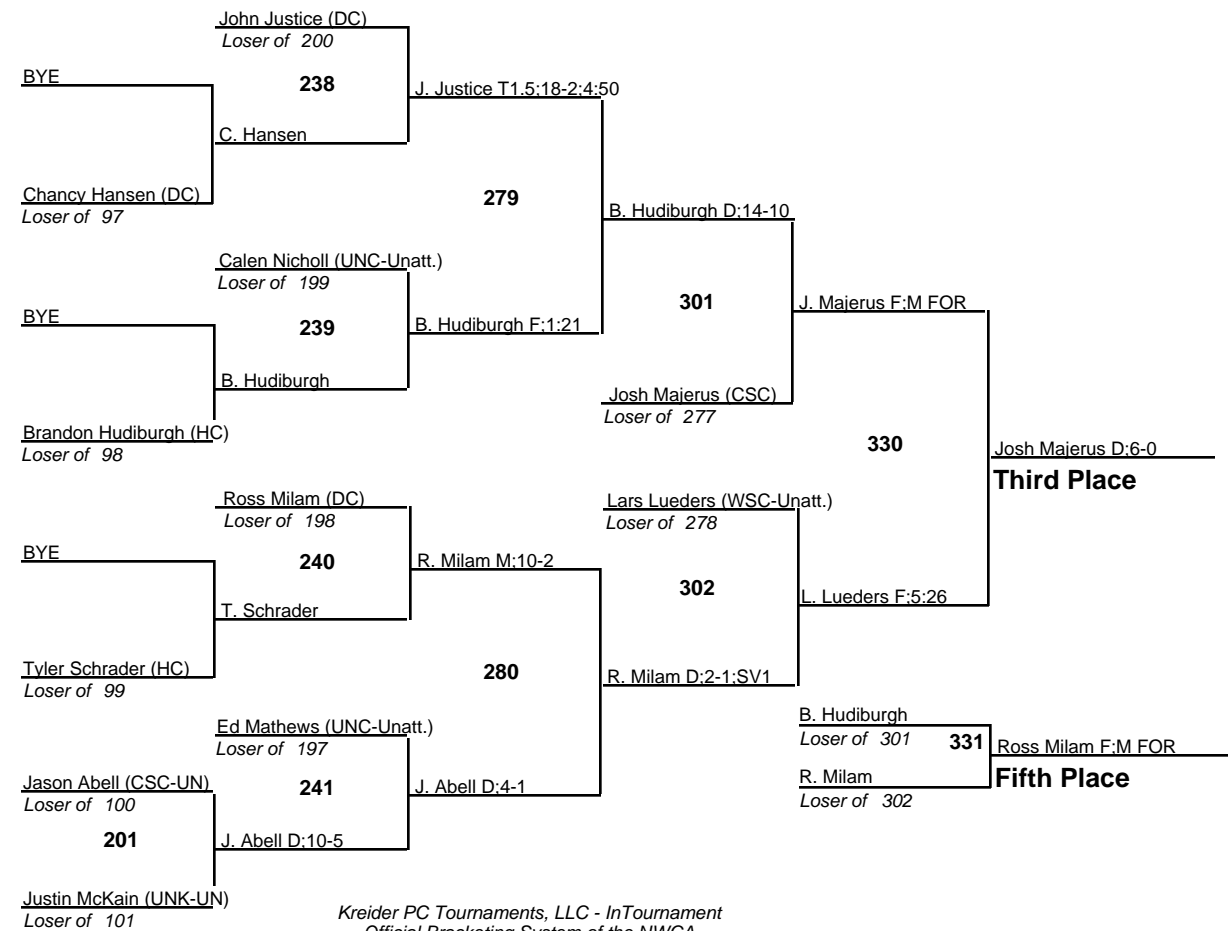 John Justice (DC)
Loser of 200
BYE
238
J. Justice T1.5;18-2;4:50
C. Hansen
Chancy Hansen (DC)
Loser of 97
279
B. Hudiburgh D;14-10
Calen Nicholl (UNC-Unatt.)
Loser of 199
BYE
239
B. Hudiburgh F;1:21
301
J. Majerus F;M FOR
B. Hudiburgh
Josh Majerus (CSC)
Loser of 277
Brandon Hudiburgh (HC)
Loser of 98
330
Josh Majerus D;6-0
Third Place
Ross Milam (DC)
Loser of 198
Lars Lueders (WSC-Unatt.)
Loser of 278
BYE
240
R. Milam M;10-2
302
L. Lueders F;5:26
T. Schrader
Tyler Schrader (HC)
Loser of 99
280
R. Milam D;2-1;SV1
Ed Mathews (UNC-Unatt.)
Loser of 197
B. Hudiburgh
Loser of 301
331
Ross Milam F;M FOR
Fifth Place
R. Milam
Loser of 302
Jason Abell (CSC-UN)
Loser of 100
241
J. Abell D;4-1
201
J. Abell D;10-5
Justin McKain (UNK-UN)
Loser of 101
Kreider PC Tournaments, LLC - InTournament
Official Bracketing System of the NWCA